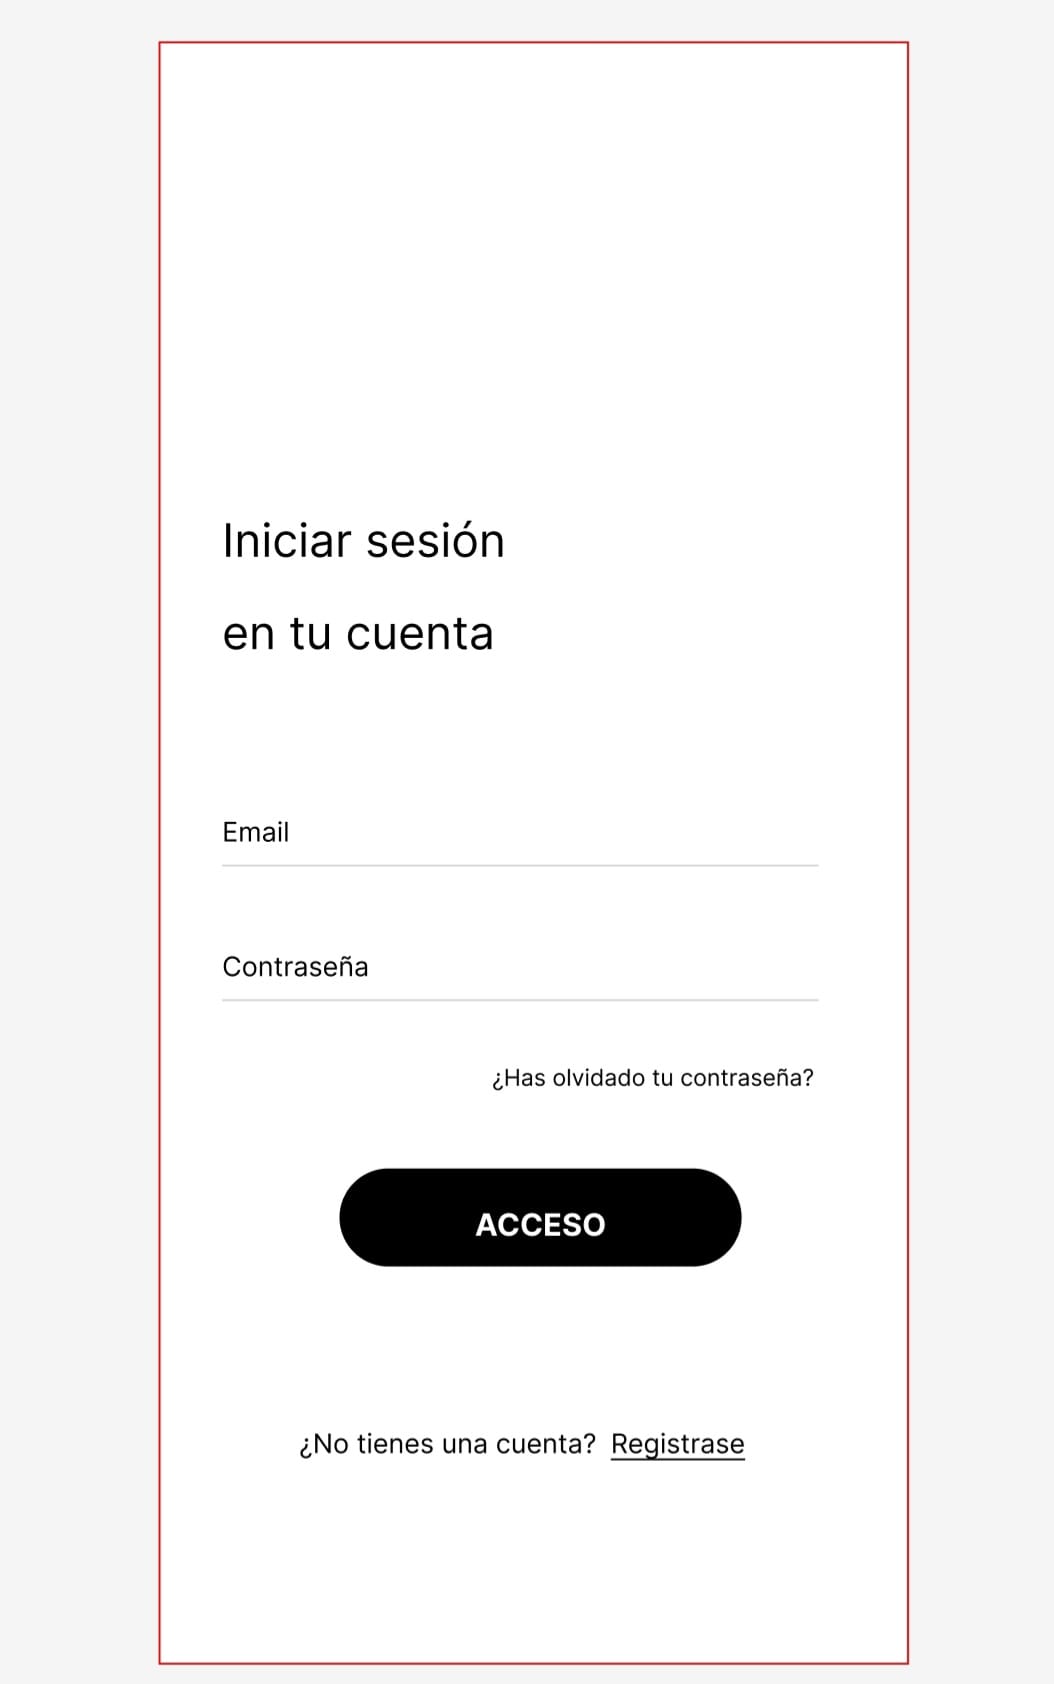 Iniciar sesión
en tu cuenta
Email
Contraseña
¿Has olvidado tu contraseña?
ACCESO
¿No tienes una cuenta? Registrase